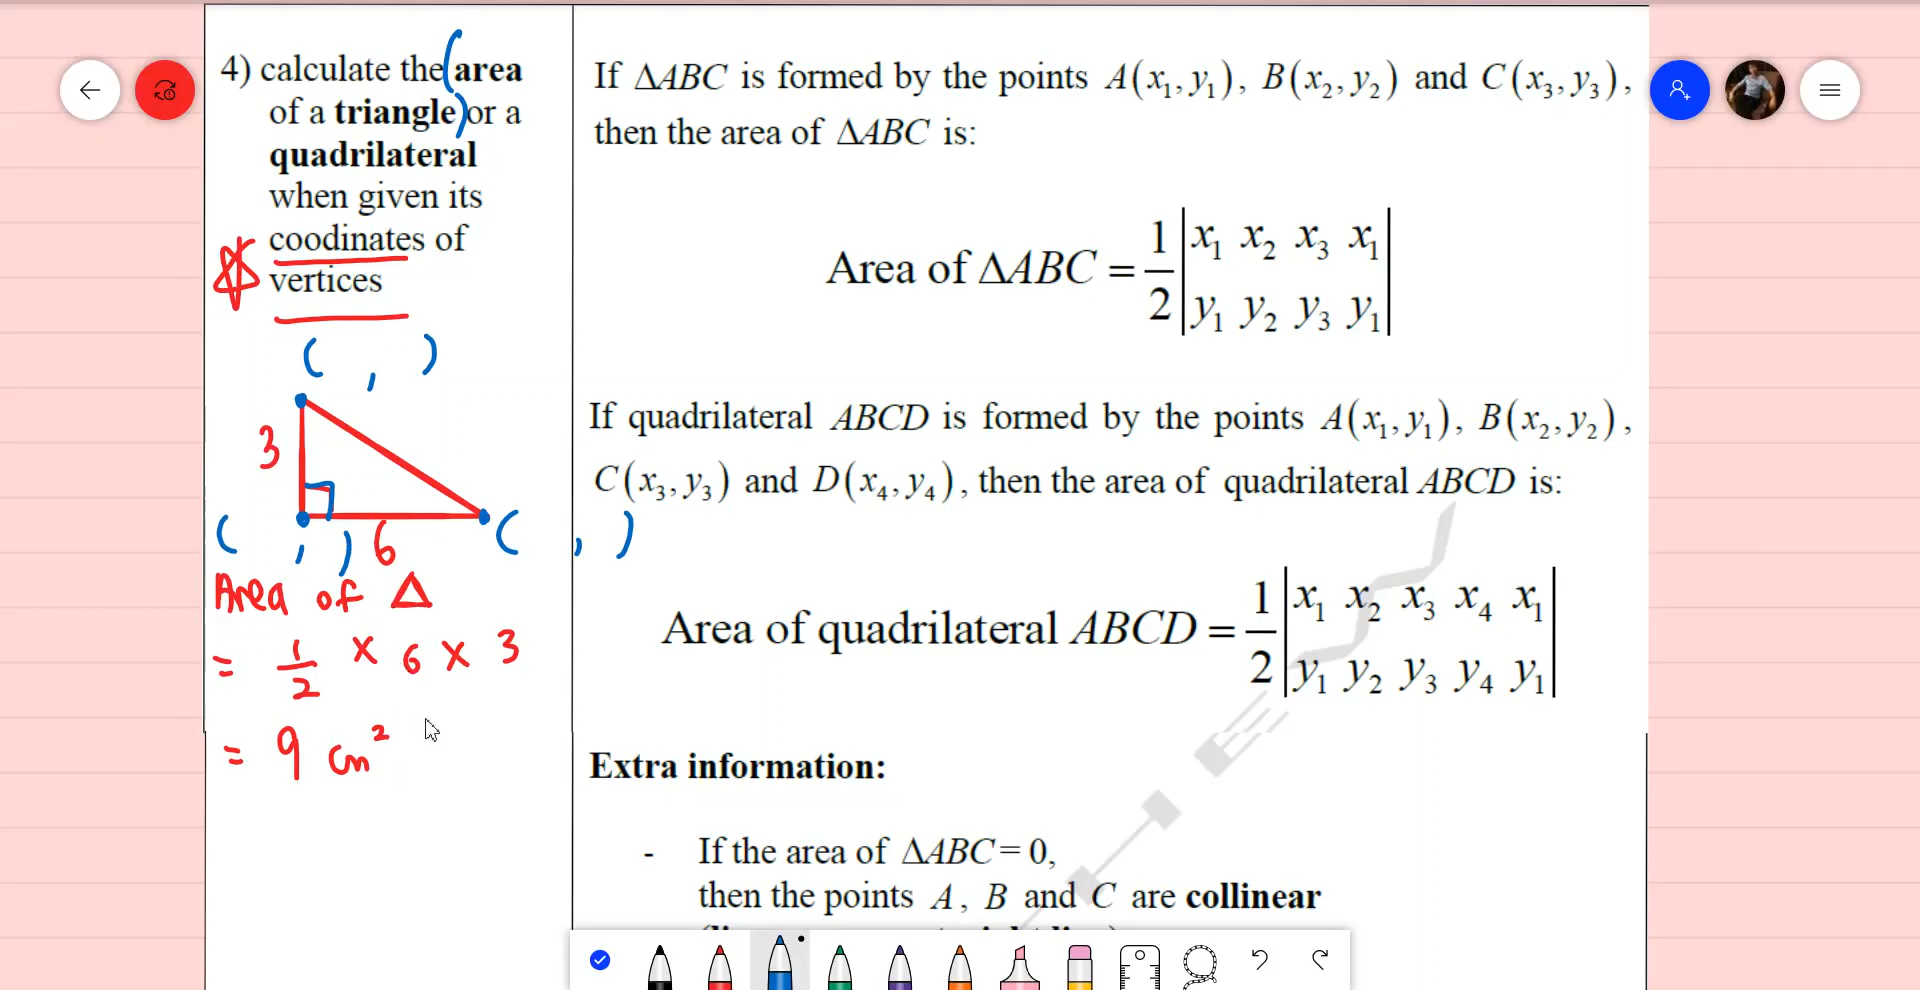 4) calculate the (area
of a triangle) or a
quadrilateral
when given its
coodinates of
vertices
( , )
3
( , ) 6 ( , )
Area of Δ
= 1/2 × 6 × 3
= 9 cm²
If ΔABC is formed by the points A(x₁, y₁), B(x₂, y₂) and C(x₃, y₃),
then the area of ΔABC is:
Area of ΔABC = 1/2 |x₁ x₂ x₃ x₁|
|y₁ y₂ y₃ y₁|
If quadrilateral ABCD is formed by the points A(x₁, y₁), B(x₂, y₂),
C(x₃, y₃) and D(x₄, y₄), then the area of quadrilateral ABCD is:
Area of quadrilateral ABCD = 1/2 |x₁ x₂ x₃ x₄ x₁|
|y₁ y₂ y₃ y₄ y₁|
Extra information:
- If the area of ΔABC = 0,
then the points A, B and C are collinear